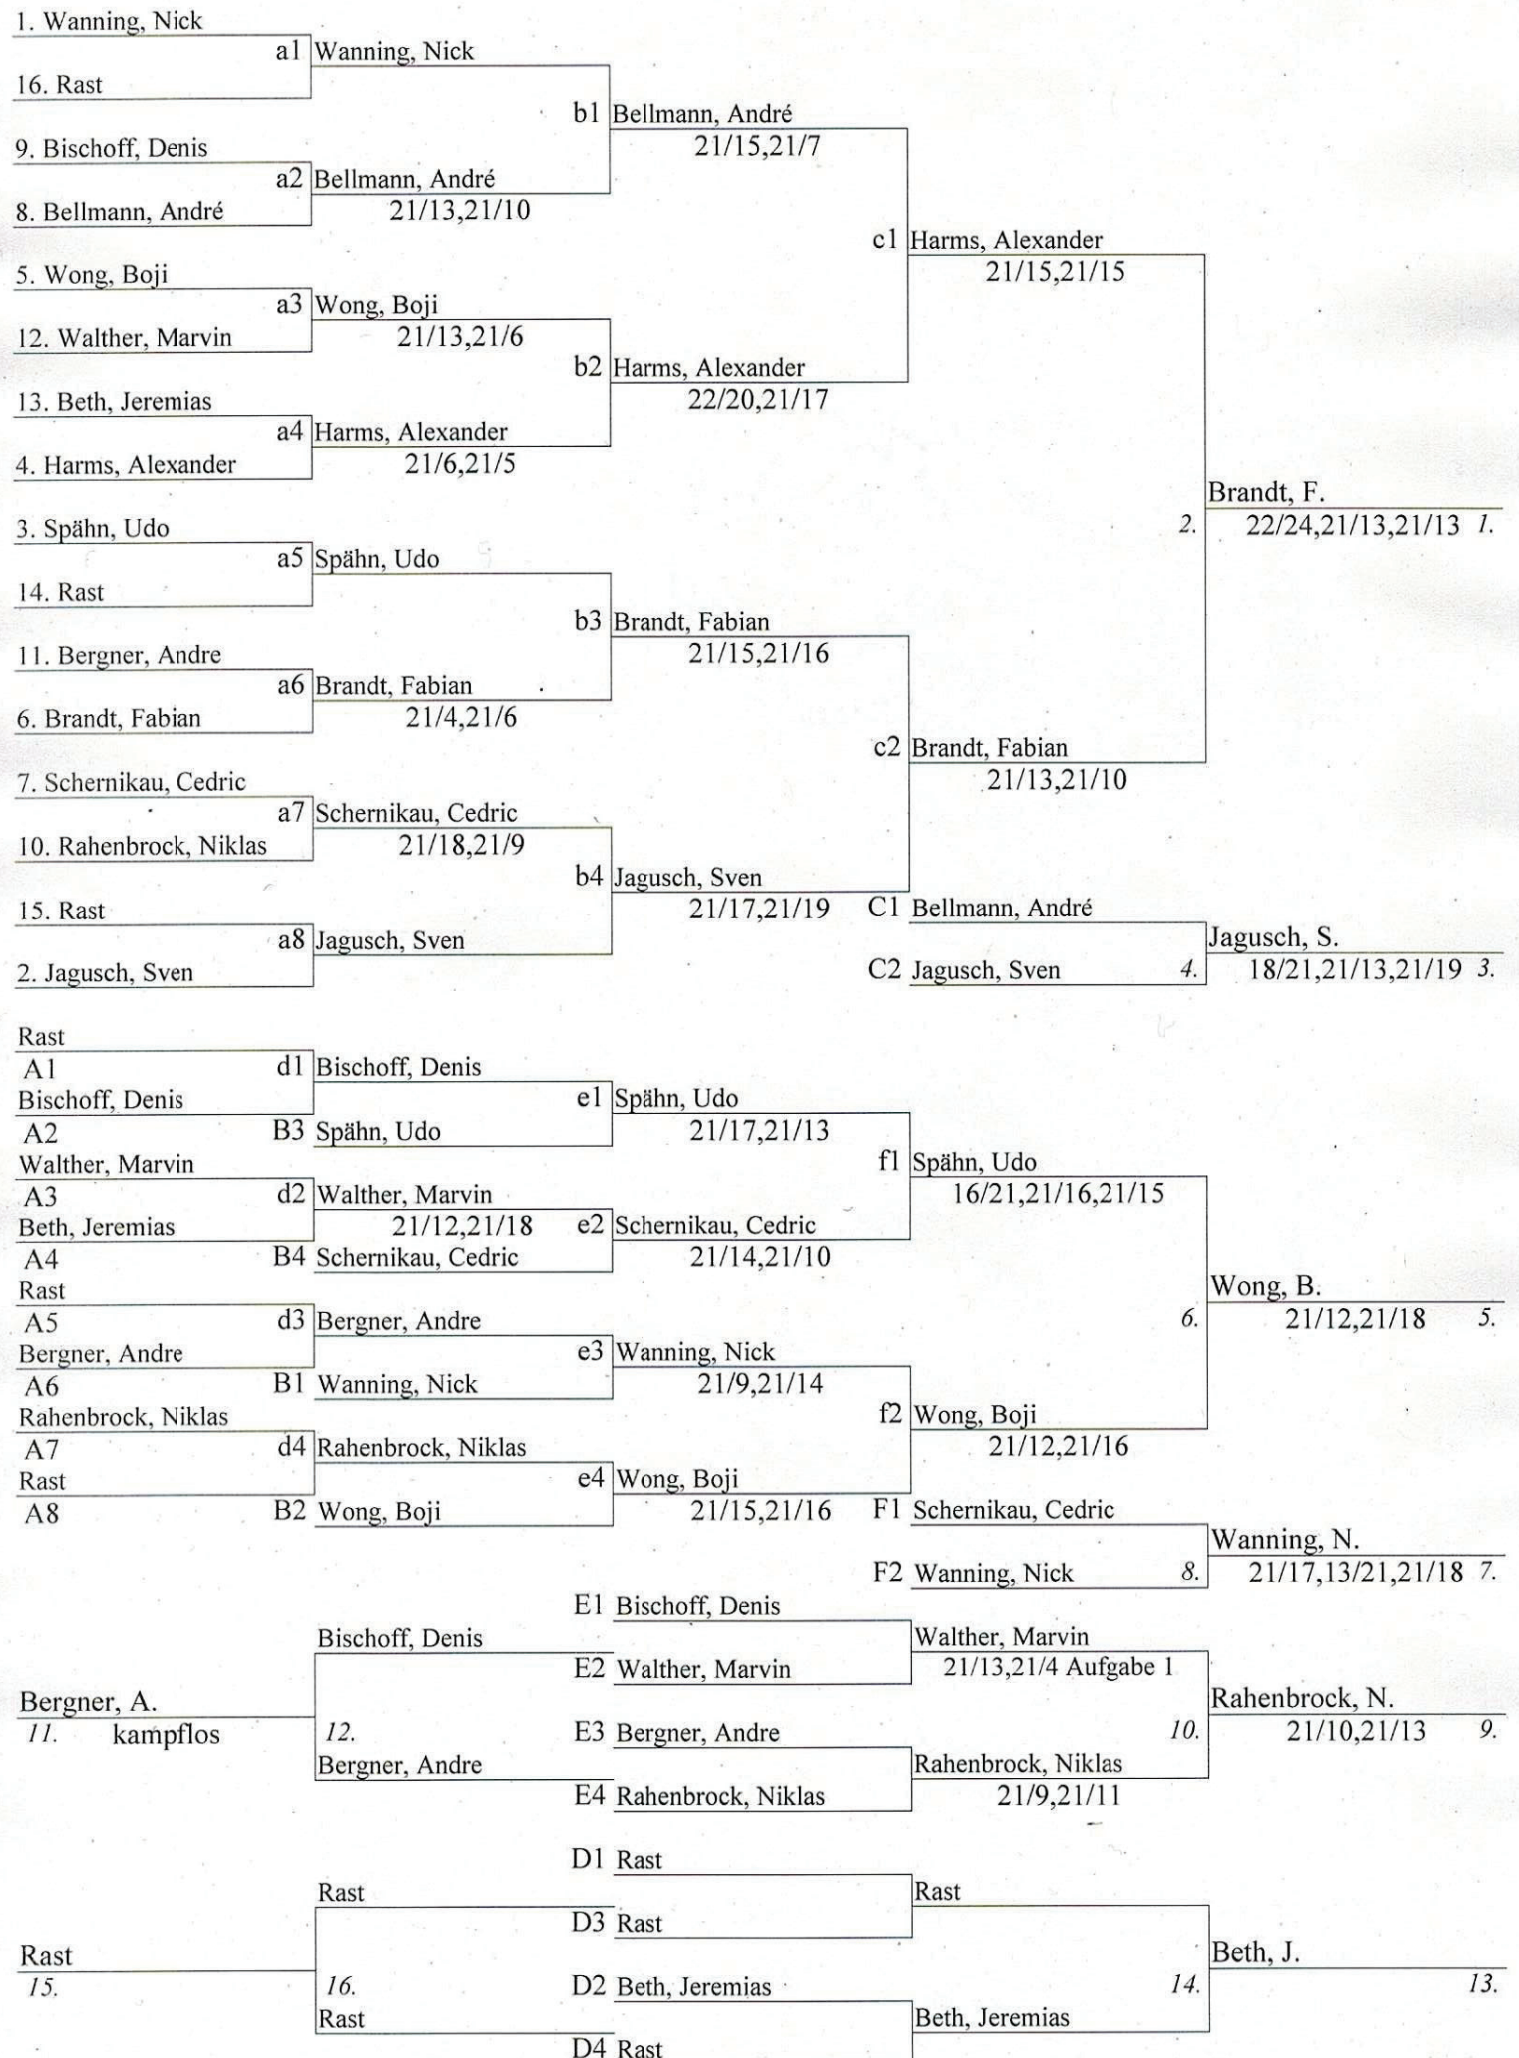 1. Wanning, Nick
a1 Wanning, Nick
16. Rast
b1 Bellmann, André
21/15,21/7
9. Bischoff, Denis
a2 Bellmann, André
21/13,21/10
8. Bellmann, André
c1 Harms, Alexander
21/15,21/15
5. Wong, Boji
a3 Wong, Boji
21/13,21/6
12. Walther, Marvin
b2 Harms, Alexander
22/20,21/17
13. Beth, Jeremias
a4 Harms, Alexander
21/6,21/5
4. Harms, Alexander
Brandt, F.
2. 22/24,21/13,21/13 1.
3. Spähn, Udo
a5 Spähn, Udo
14. Rast
b3 Brandt, Fabian
21/15,21/16
11. Bergner, Andre
a6 Brandt, Fabian
21/4,21/6
6. Brandt, Fabian
c2 Brandt, Fabian
21/13,21/10
7. Schernikau, Cedric
a7 Schernikau, Cedric
21/18,21/9
10. Rahenbrock, Niklas
b4 Jagusch, Sven
21/17,21/19
15. Rast
a8 Jagusch, Sven
2. Jagusch, Sven
C1 Bellmann, André
Jagusch, S.
C2 Jagusch, Sven 4. 18/21,21/13,21/19 3.
Rast
A1 d1 Bischoff, Denis
Bischoff, Denis e1 Spähn, Udo
A2 B3 Spähn, Udo 21/17,21/13
Walther, Marvin f1 Spähn, Udo
A3 d2 Walther, Marvin 16/21,21/16,21/15
Beth, Jeremias 21/12,21/18 e2 Schernikau, Cedric
A4 B4 Schernikau, Cedric 21/14,21/10
Rast Wong, B.
A5 d3 Bergner, Andre 6. 21/12,21/18 5.
Bergner, Andre e3 Wanning, Nick
A6 B1 Wanning, Nick 21/9,21/14
Rahenbrock, Niklas f2 Wong, Boji
A7 d4 Rahenbrock, Niklas 21/12,21/16
Rast e4 Wong, Boji
A8 B2 Wong, Boji 21/15,21/16 F1 Schernikau, Cedric
Wanning, N.
F2 Wanning, Nick 8. 21/17,13/21,21/18 7.
E1 Bischoff, Denis
Bischoff, Denis Walther, Marvin
E2 Walther, Marvin 21/13,21/4 Aufgabe 1
Bergner, A. Rahenbrock, N.
11. kampflos 12. E3 Bergner, Andre 10. 21/10,21/13 9.
Bergner, Andre Rahenbrock, Niklas
E4 Rahenbrock, Niklas 21/9,21/11
D1 Rast
Rast Rast
D3 Rast
Rast Beth, J.
15. 16. D2 Beth, Jeremias 14. 13.
Rast Beth, Jeremias
D4 Rast